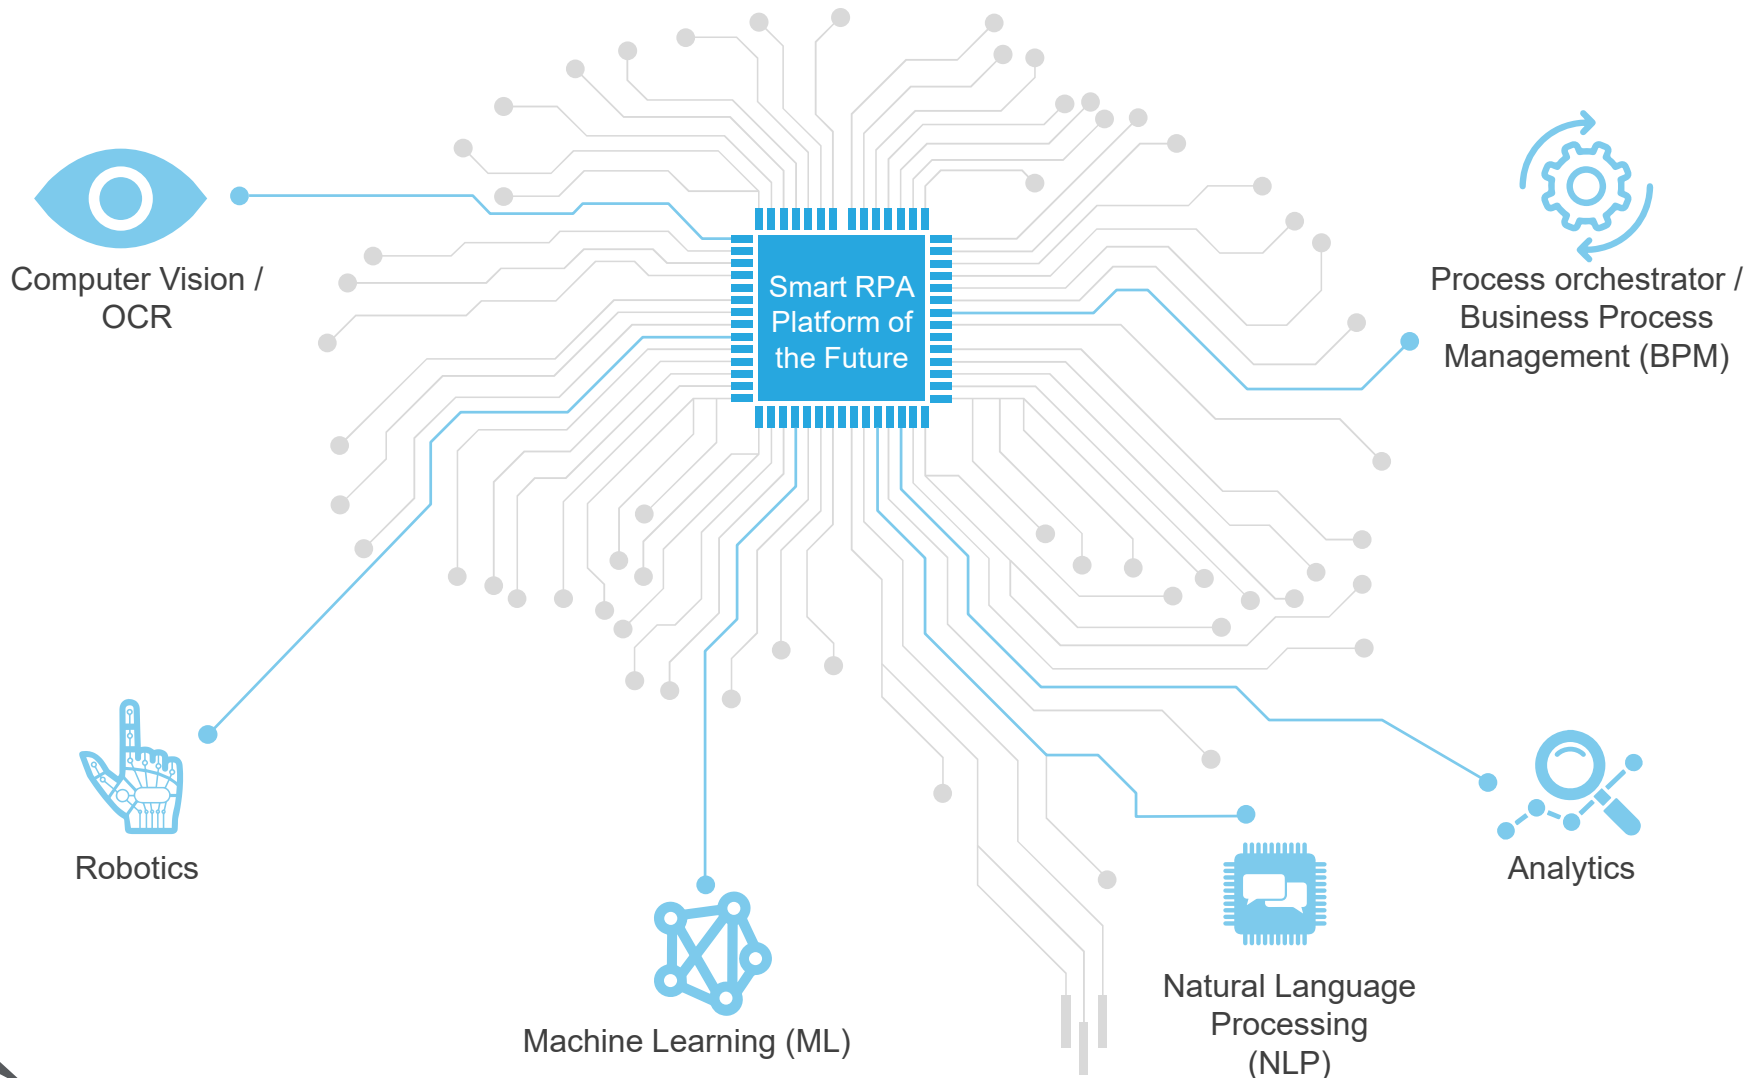 Smart RPA
Platform of
the Future
Computer Vision /
OCR
Process orchestrator /
Business Process
Management (BPM)
Robotics
Analytics
Machine Learning (ML)
Natural Language
Processing
(NLP)